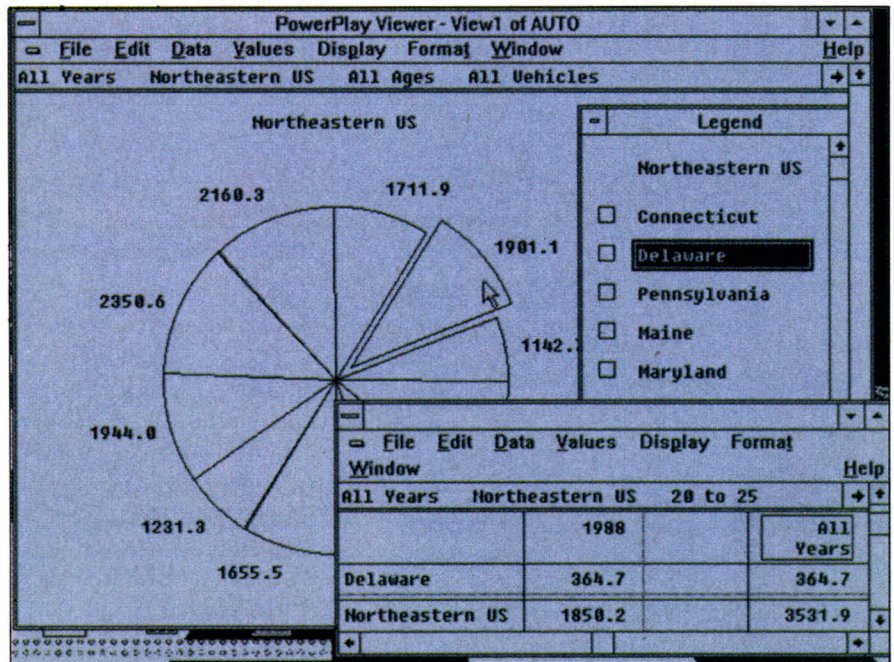 PowerPlay Viewer - View1 of AUTO
File Edit Data Values Display Format Window Help
All Years Northeastern US All Ages All Vehicles
Northeastern US
2160.3
1711.9
1901.1
2350.6
1142.
1944.0
1231.3
1655.5
Legend
Northeastern US
Connecticut
Delaware
Pennsylvania
Maine
Maryland
File Edit Data Values Display Format
Window Help
All Years Northeastern US 20 to 25
1988 All
Years
Delaware 364.7 364.7
Northeastern US 1850.2 3531.9